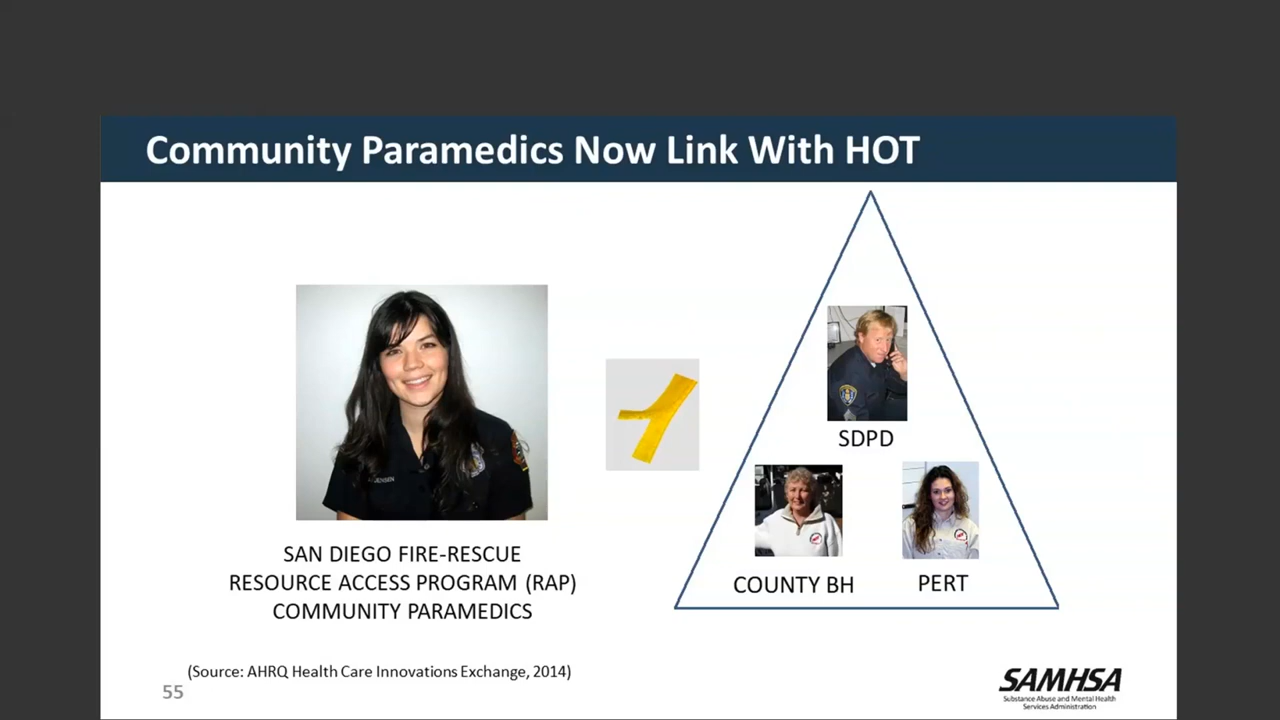 Community Paramedics Now Link With HOT
JENSEN
SAN DIEGO FIRE-RESCUE
RESOURCE ACCESS PROGRAM (RAP)
COMMUNITY PARAMEDICS
SDPD
COUNTY BH
PERT
(Source: AHRQ Health Care Innovations Exchange, 2014)
55
SAMHSA
Substance Abuse and Mental Health
Services Administration